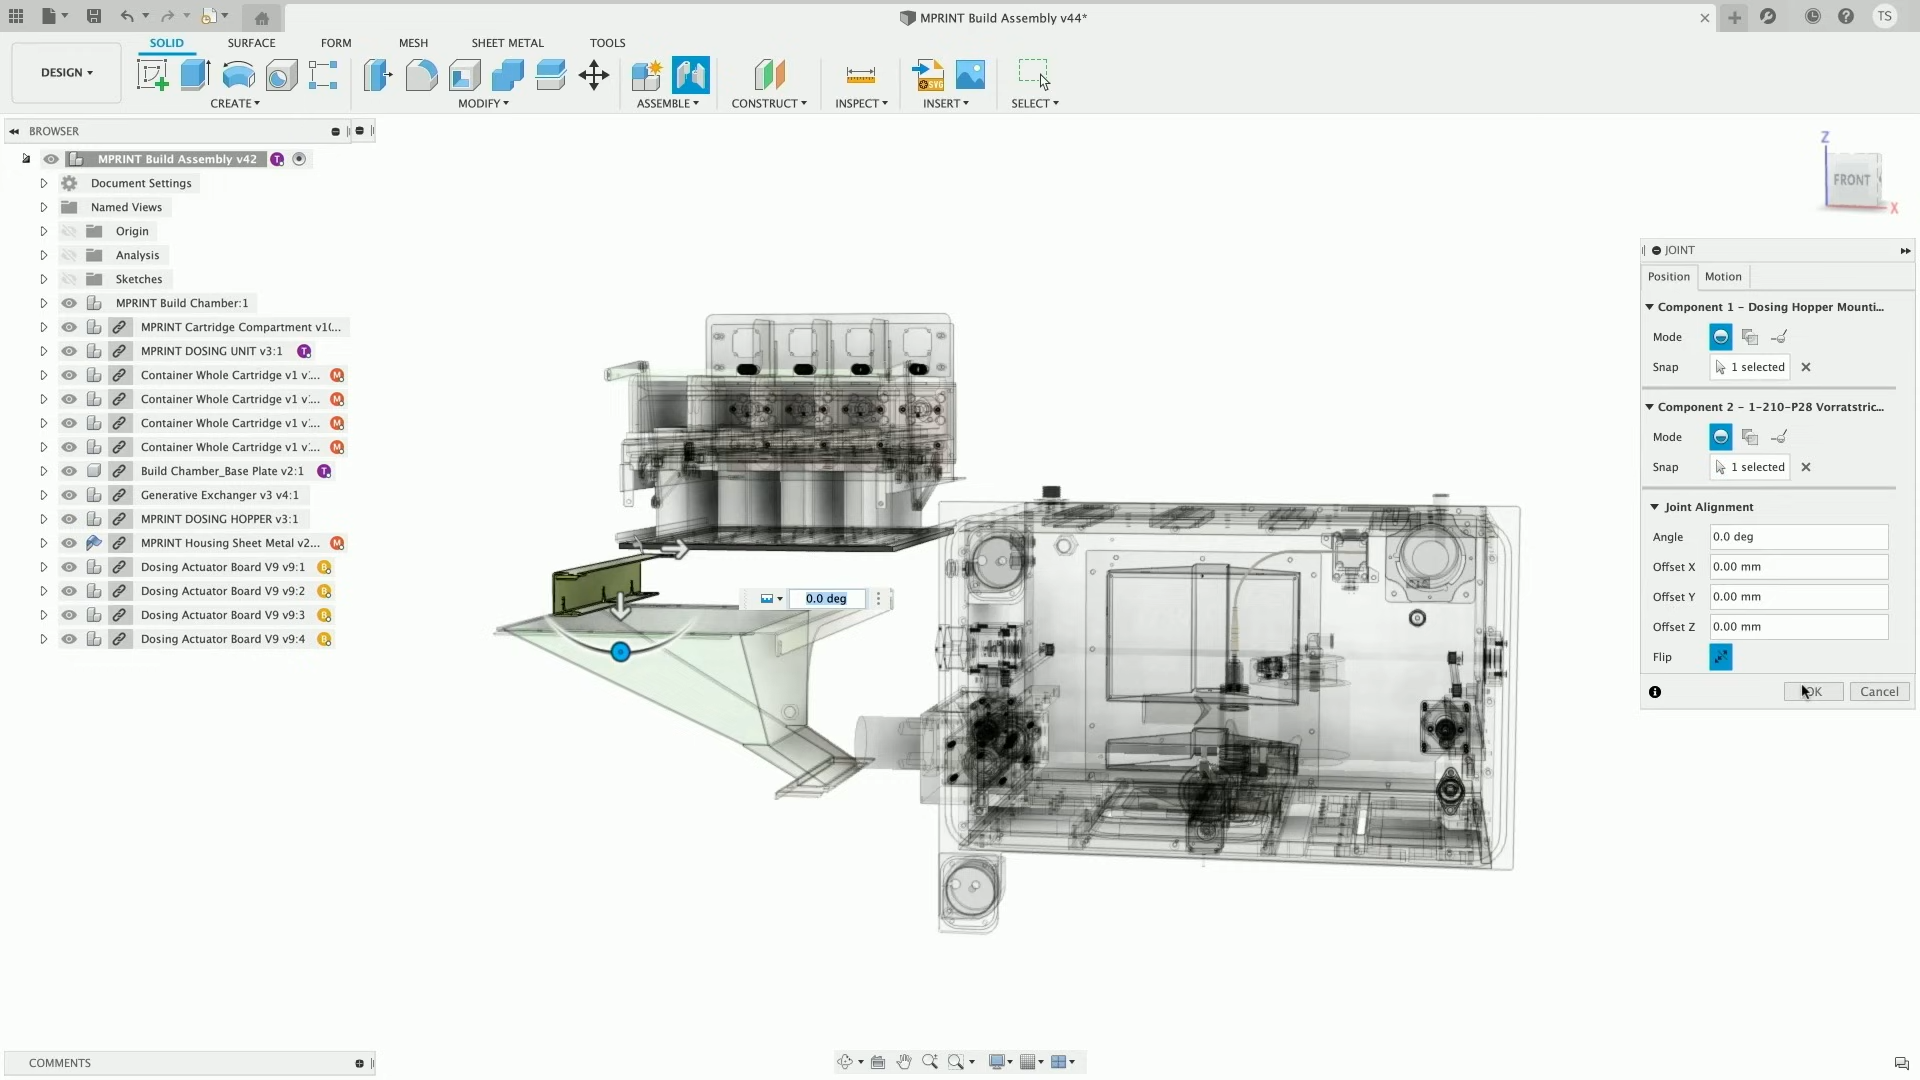 MPRINT Build Assembly v44*
TS
DESIGN
SOLID
SURFACE
FORM
MESH
SHEET METAL
TOOLS
CREATE
MODIFY
ASSEMBLE
CONSTRUCT
INSPECT
INSERT
SVG
SELECT
BROWSER
MPRINT Build Assembly v42
T
Document Settings
Named Views
Origin
Analysis
Sketches
MPRINT Build Chamber:1
MPRINT Cartridge Compartment v1(...
MPRINT DOSING UNIT v3:1
T
Container Whole Cartridge v1 v:...
M
Container Whole Cartridge v1 v:...
M
Container Whole Cartridge v1 v:...
M
Container Whole Cartridge v1 v:...
M
Build Chamber_Base Plate v2:1
T
Generative Exchanger v3 v4:1
MPRINT DOSING HOPPER v3:1
MPRINT Housing Sheet Metal v2...
M
Dosing Actuator Board V9 v9:1
B
Dosing Actuator Board V9 v9:2
B
Dosing Actuator Board V9 v9:3
B
Dosing Actuator Board V9 v9:4
B
Z
FRONT
X
0.0 deg
JOINT
Position
Motion
Component 1 - Dosing Hopper Mounti...
Mode
Snap
1 selected
Component 2 - 1-210-P28 Vorratstric...
Mode
Snap
1 selected
Joint Alignment
Angle
0.0 deg
Offset X
0.00 mm
Offset Y
0.00 mm
Offset Z
0.00 mm
Flip
OK
Cancel
COMMENTS